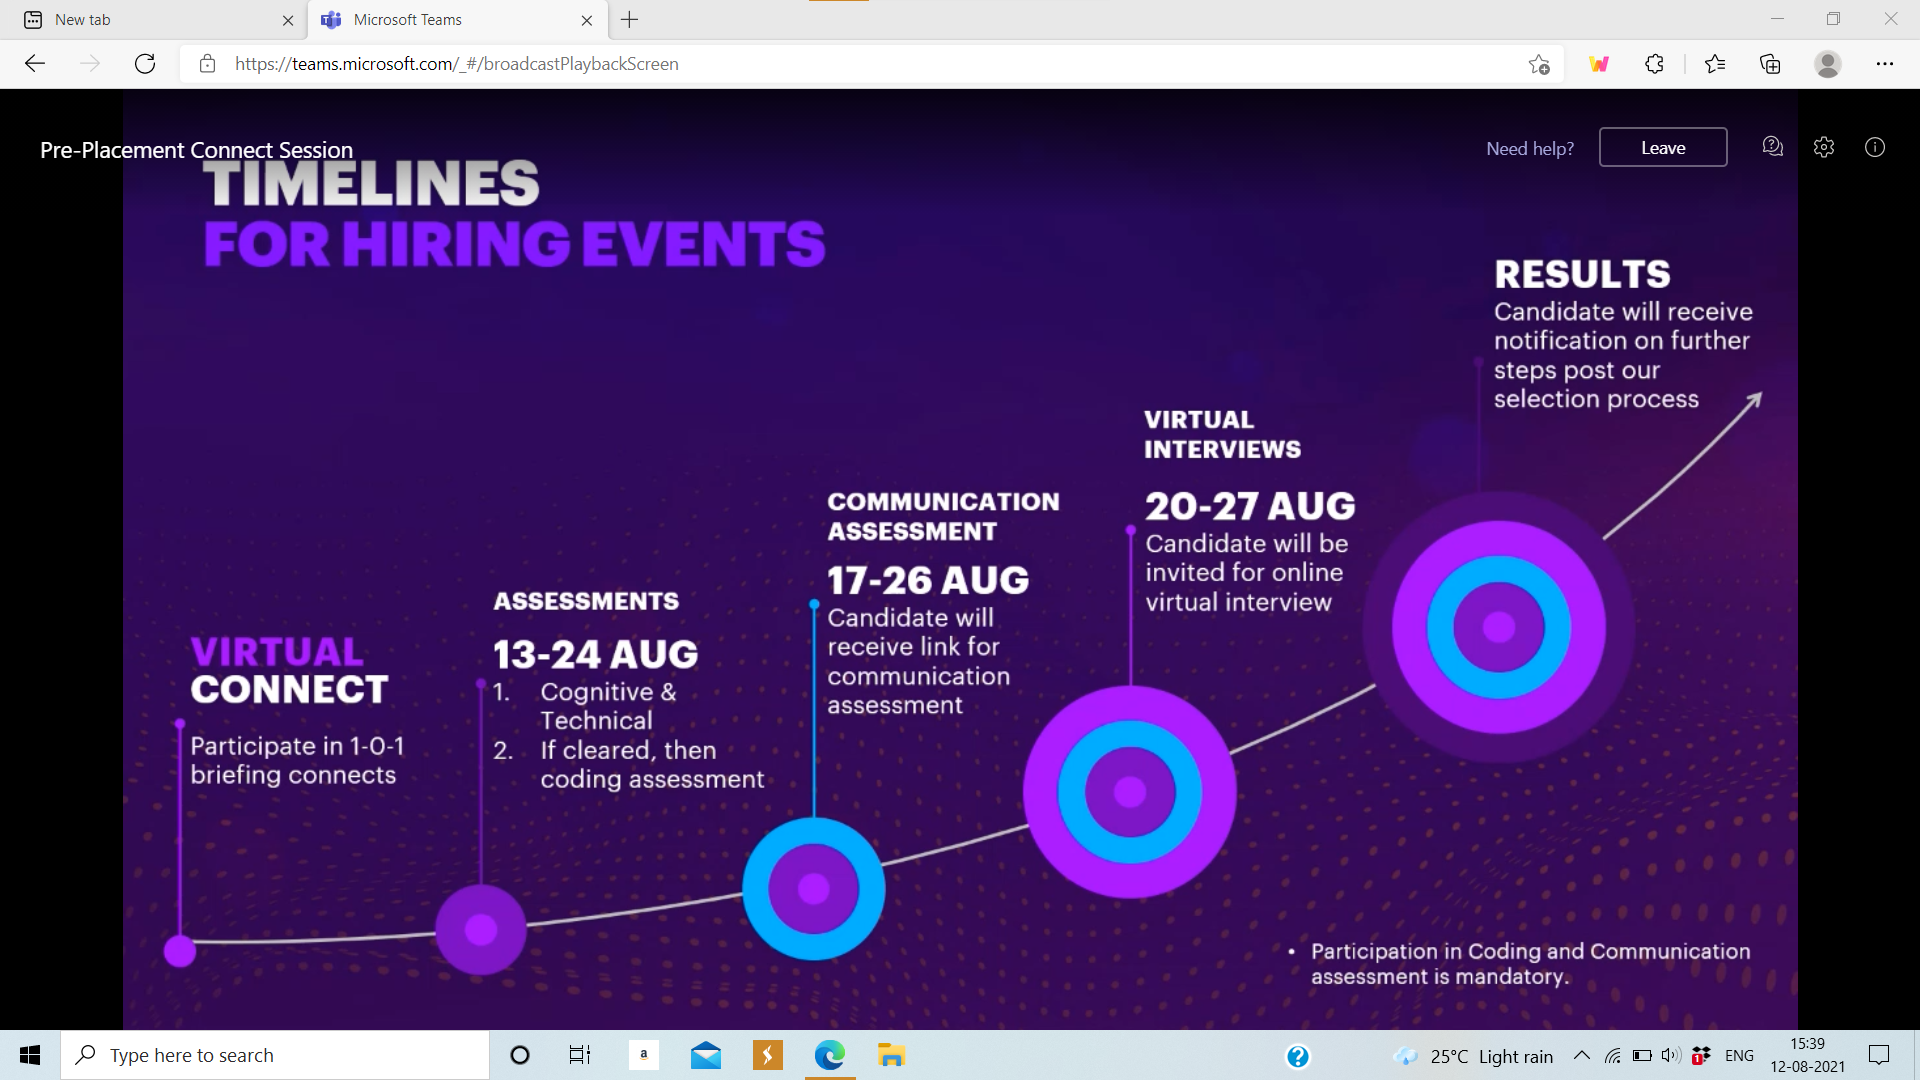 New tab
Microsoft Teams
https://teams.microsoft.com/_#/broadcastPlaybackScreen
Pre-Placement Connect Session
Need help?
Leave
TIMELINES
FOR HIRING EVENTS
VIRTUAL
CONNECT
Participate in 1-0-1
briefing connects
ASSESSMENTS
13-24 AUG
1. Cognitive &
Technical
2. If cleared, then
coding assessment
COMMUNICATION
ASSESSMENT
17-26 AUG
Candidate will
receive link for
communication
assessment
VIRTUAL
INTERVIEWS
20-27 AUG
Candidate will be
invited for online
virtual interview
RESULTS
Candidate will receive
notification on further
steps post our
selection process
• Participation in Coding and Communication
assessment is mandatory.
Type here to search
a
25°C Light rain
1
ENG
15:39
12-08-2021